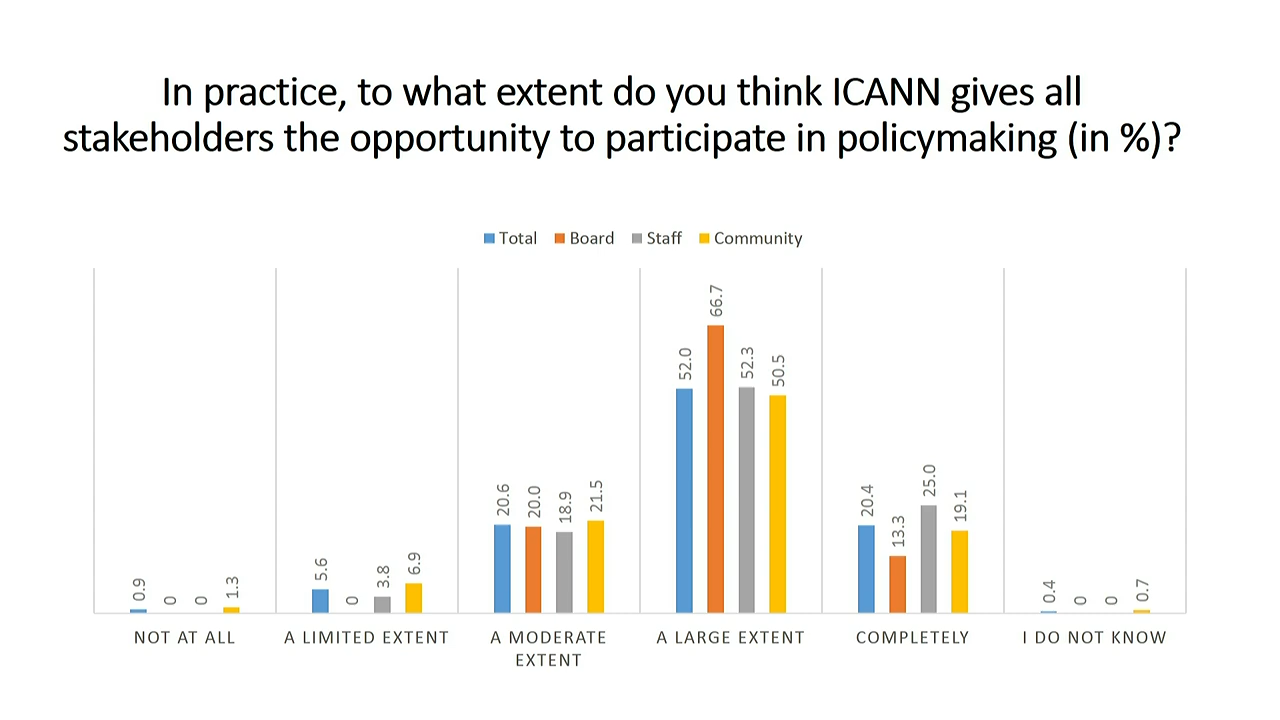 In practice, to what extent do you think ICANN gives all
stakeholders the opportunity to participate in policymaking (in %)?
Total Board Staff Community
0.9 0 0 1.3
5.6 0 3.8 6.9
20.6 20.0 18.9 21.5
52.0 66.7 52.3 50.5
20.4 13.3 25.0 19.1
0.4 0 0 0.7
NOT AT ALL
A LIMITED EXTENT
A MODERATE
EXTENT
A LARGE EXTENT
COMPLETELY
I DO NOT KNOW